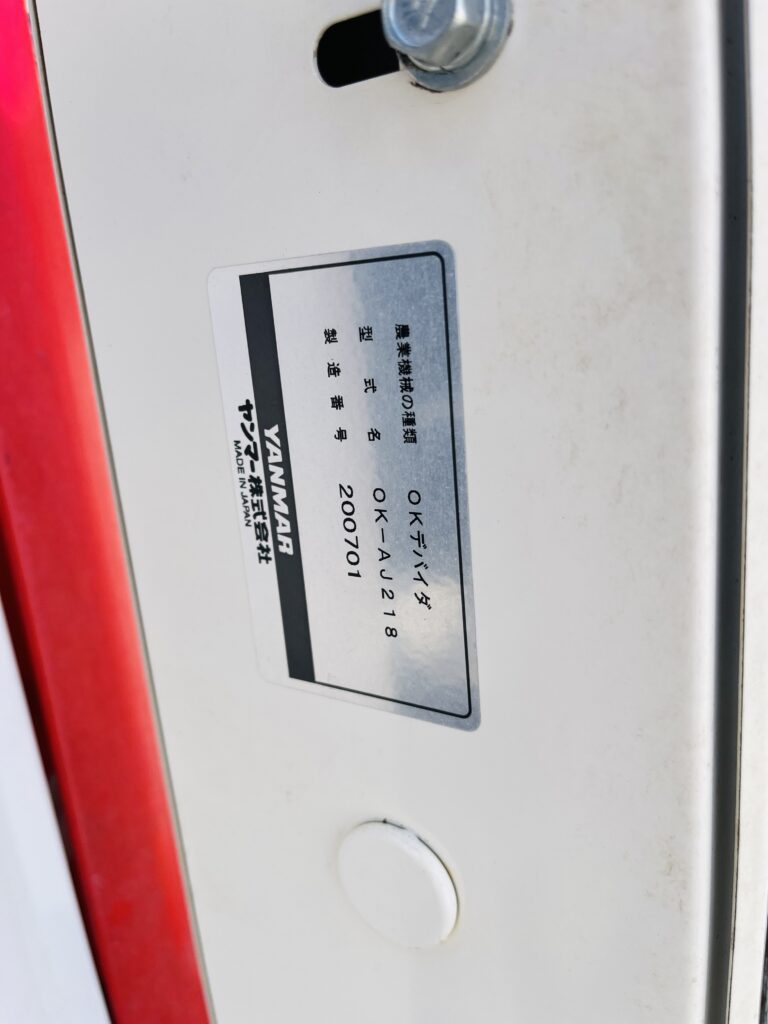 農業機械の種類 OKデバイダ
型式名 OK-AJ218
製造番号 200701
YANMAR
ヤンマー株式会社
MADE IN JAPAN